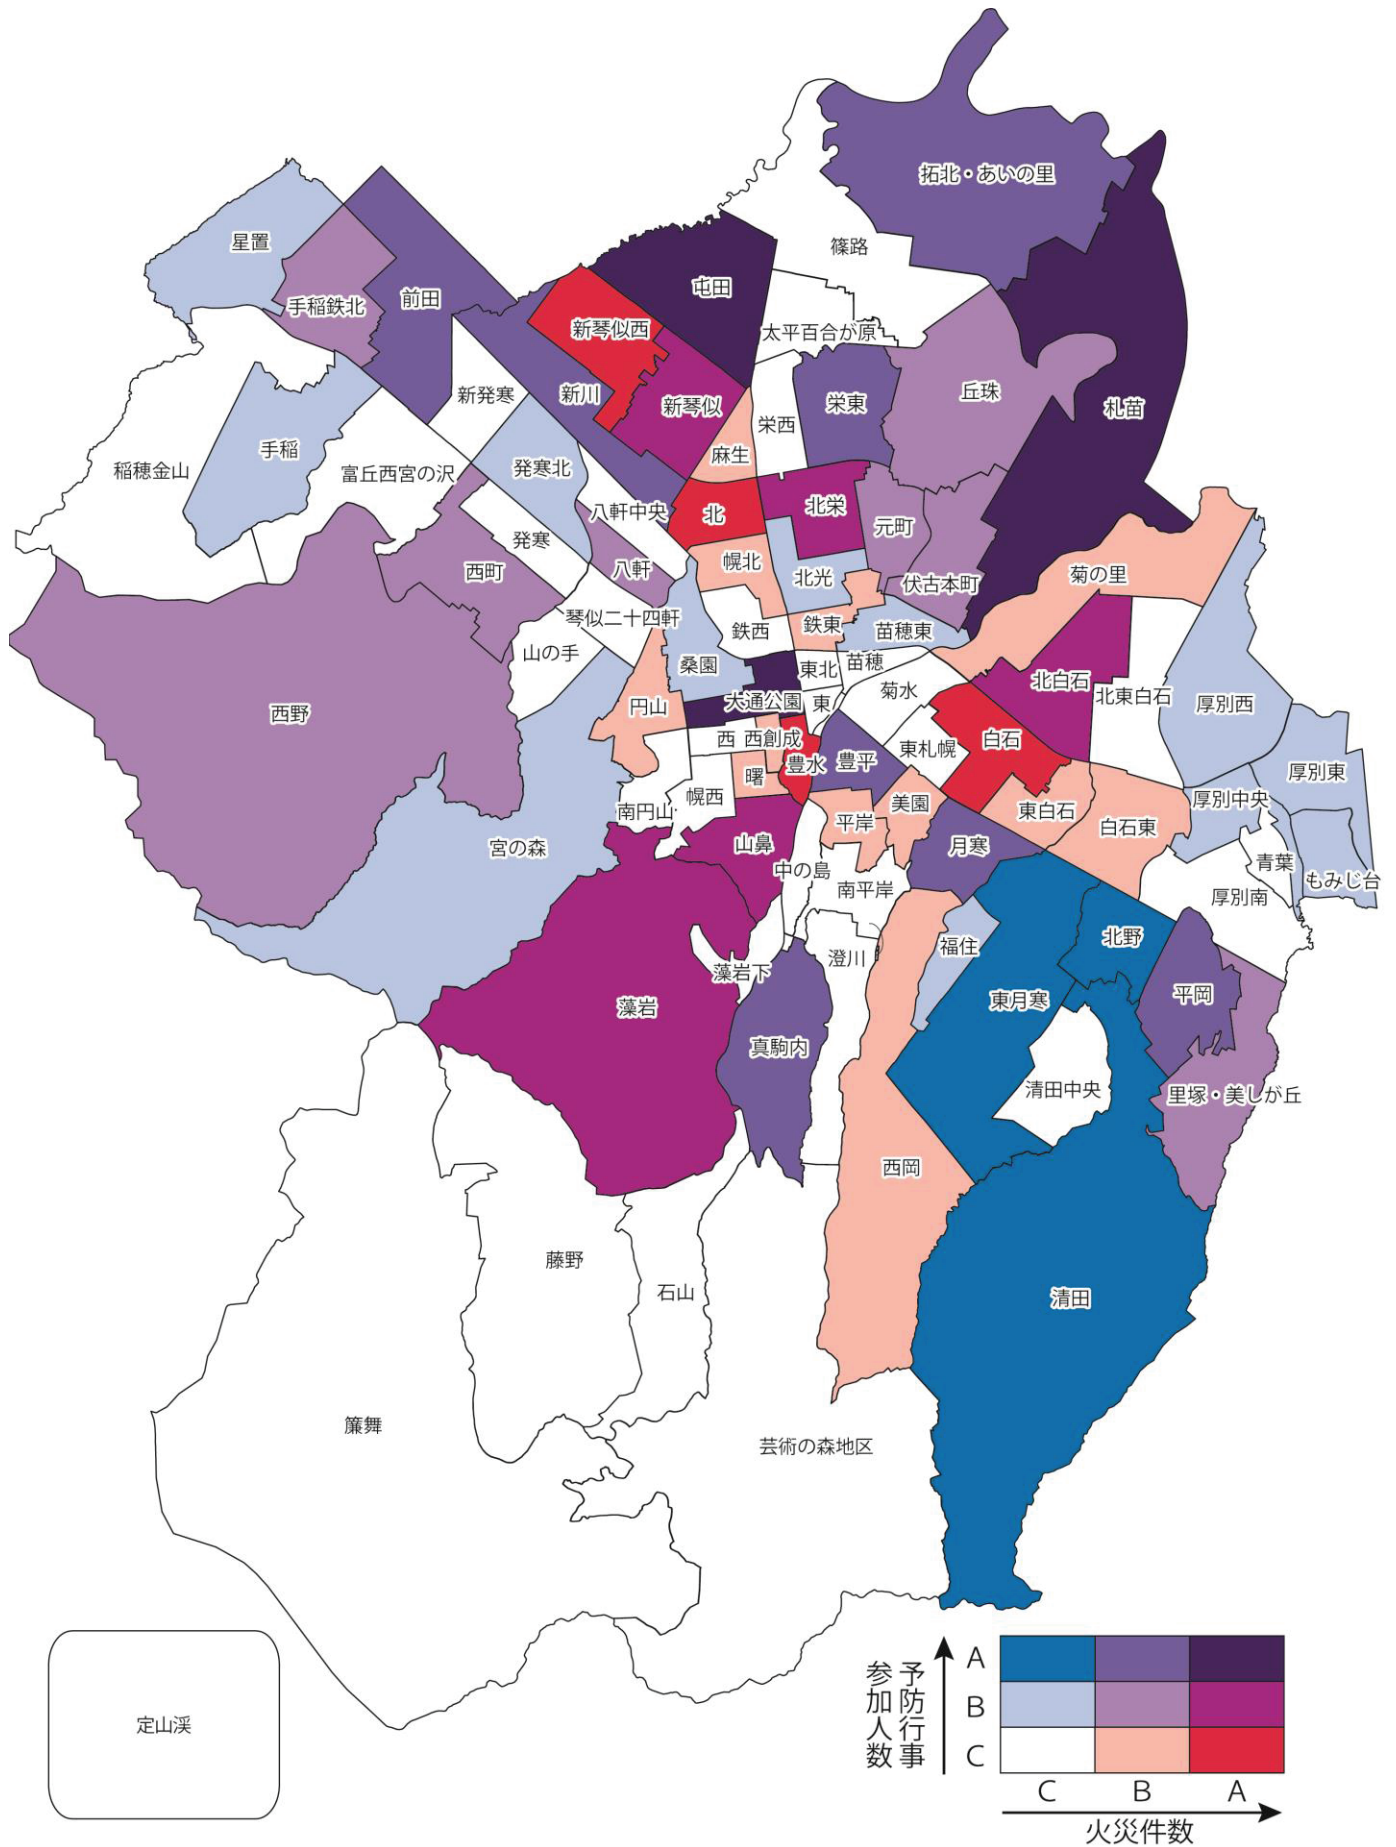 拓北・あいの里
星置
篠路
手稲鉄北
前田
屯田
新琴似西
太平百合が原
新発寒
新川
新琴似
栄西
栄東
丘珠
札苗
稲穂金山
手稲
富丘西宮の沢
発寒北
麻生
八軒中央
北
北栄
元町
発寒
西町
八軒
幌北
北光
伏古本町
菊の里
琴似二十四軒
鉄西
鉄東
苗穂東
山の手
桑園
東北
苗穂
北白石
北東白石
西野
円山
大通公園
東
菊水
厚別西
西
西創成
豊水
豊平
東札幌
白石
曙
厚別東
南円山
幌西
平岸
美園
東白石
白石東
厚別中央
宮の森
山鼻
中の島
南平岸
月寒
青葉
もみじ台
厚別南
藻岩下
澄川
福住
北野
藻岩
真駒内
東月寒
平岡
清田中央
里塚・美しが丘
西岡
藤野
石山
清田
簾舞
芸術の森地区
定山渓
予防行事
参加人数
A
B
C
C B A
火災件数